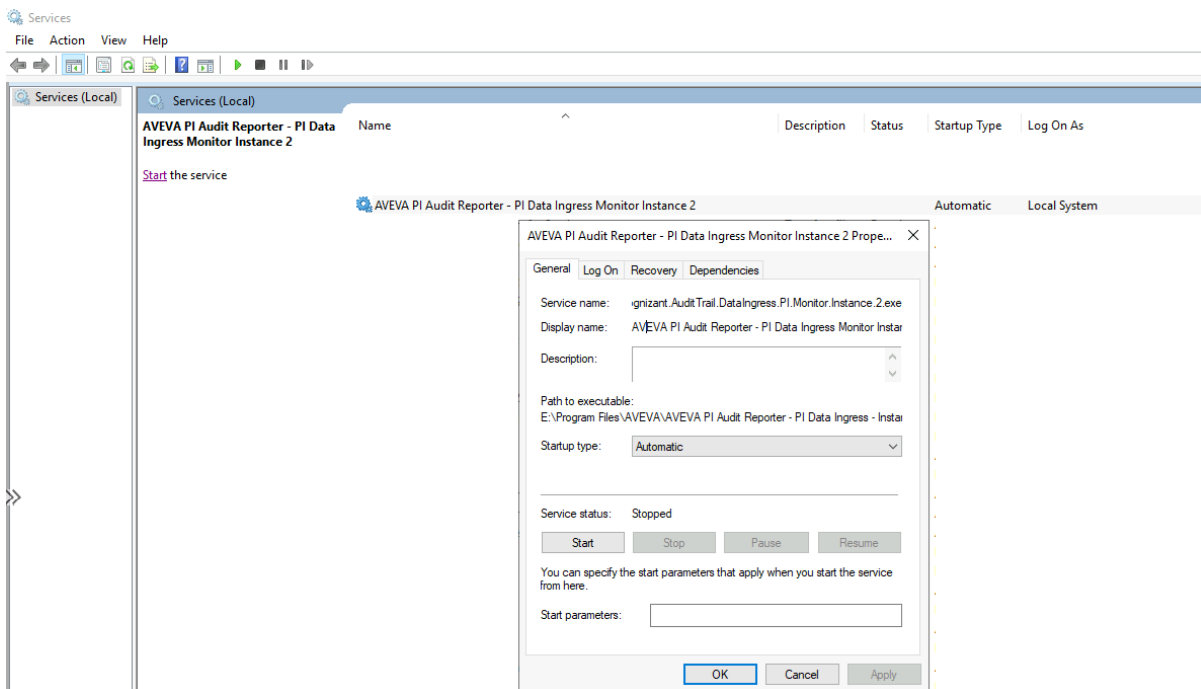 Services
File Action View Help
Services (Local)
Services (Local)
AVEVA PI Audit Reporter - PI Data
Ingress Monitor Instance 2
Start the service
Name Description Status Startup Type Log On As
AVEVA PI Audit Reporter - PI Data Ingress Monitor Instance 2 Automatic Local System
AVEVA PI Audit Reporter - PI Data Ingress Monitor Instance 2 Prope...
General Log On Recovery Dependencies
Service name: ognizant.AuditTrail.DataIngress.PI.Monitor.Instance.2.exe
Display name: AVEVA PI Audit Reporter - PI Data Ingress Monitor Instar
Description:
Path to executable:
E:\Program Files\AVEVA\AVEVA PI Audit Reporter - PI Data Ingress - Instar
Startup type: Automatic
Service status: Stopped
Start Stop Pause Resume
You can specify the start parameters that apply when you start the service
from here.
Start parameters:
OK Cancel Apply